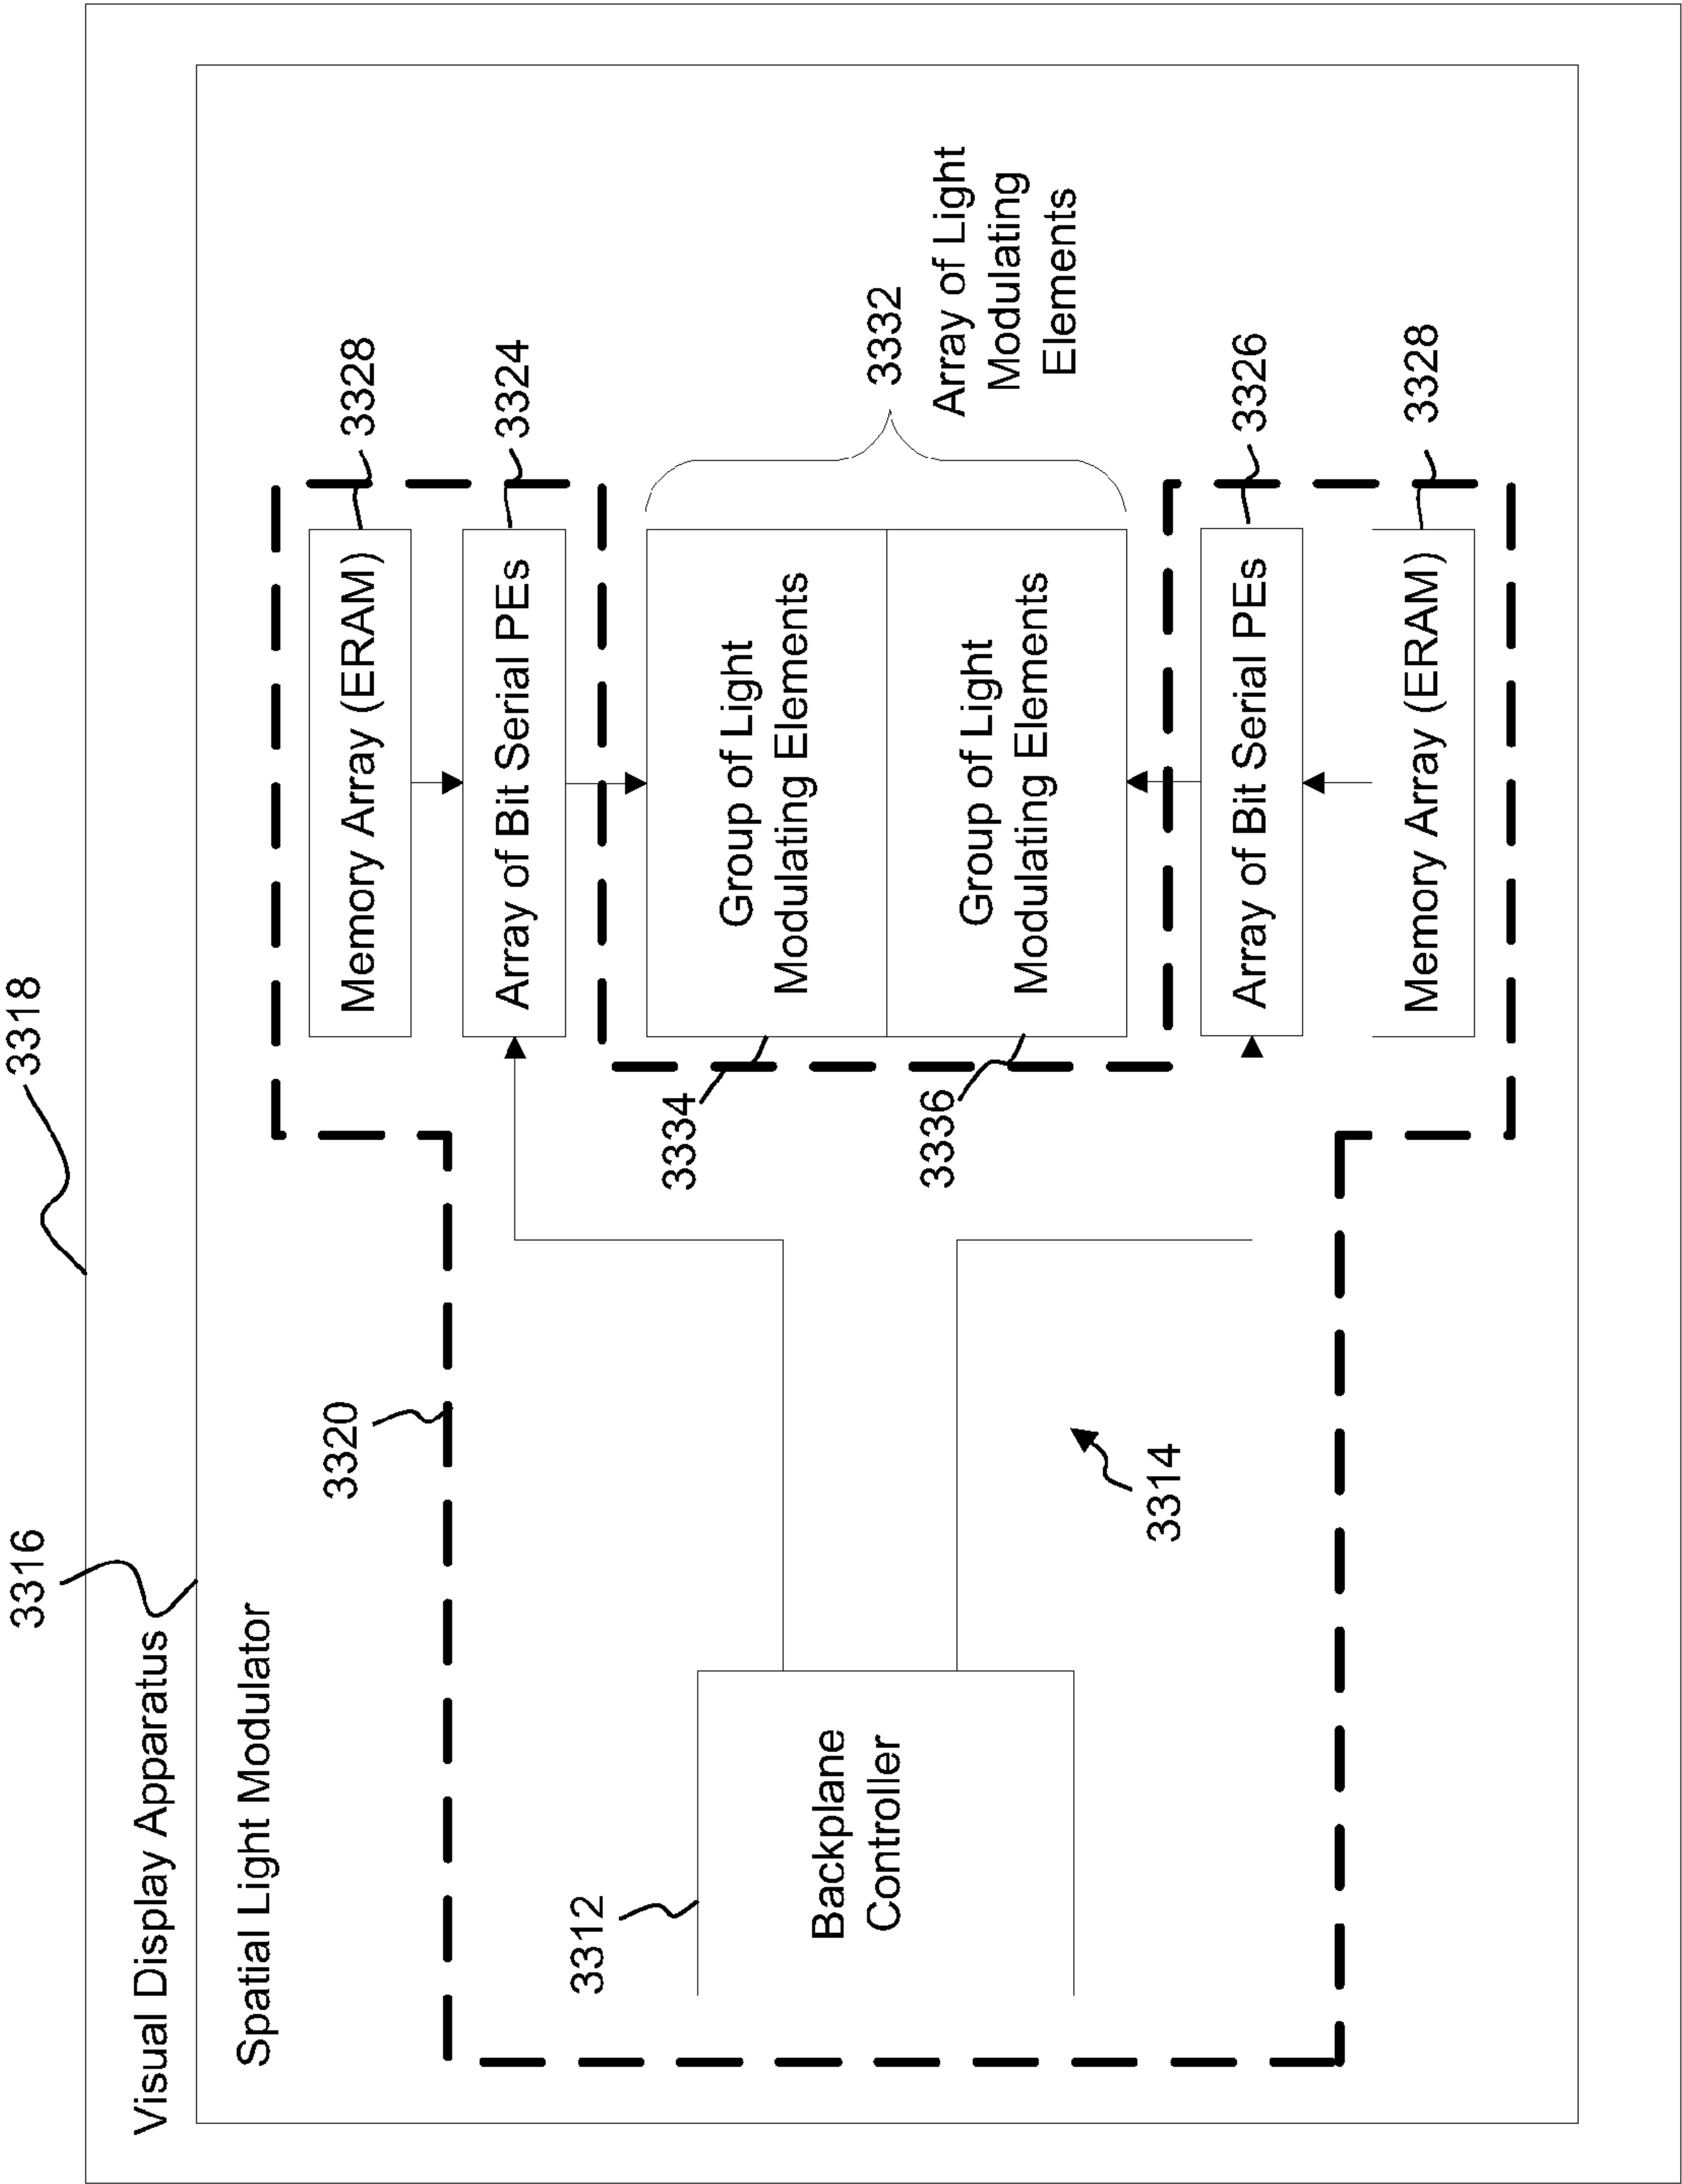 3318
3316
Visual Display Apparatus
Spatial Light Modulator
3320
Memory Array (ERAM)
3328
Array of Bit Serial PEs
3324
3312
Backplane
Controller
3334
Group of Light
Modulating Elements
3332
Array of Light
Modulating
Elements
3336
Group of Light
Modulating Elements
3314
Array of Bit Serial PEs
3326
Memory Array (ERAM)
3328